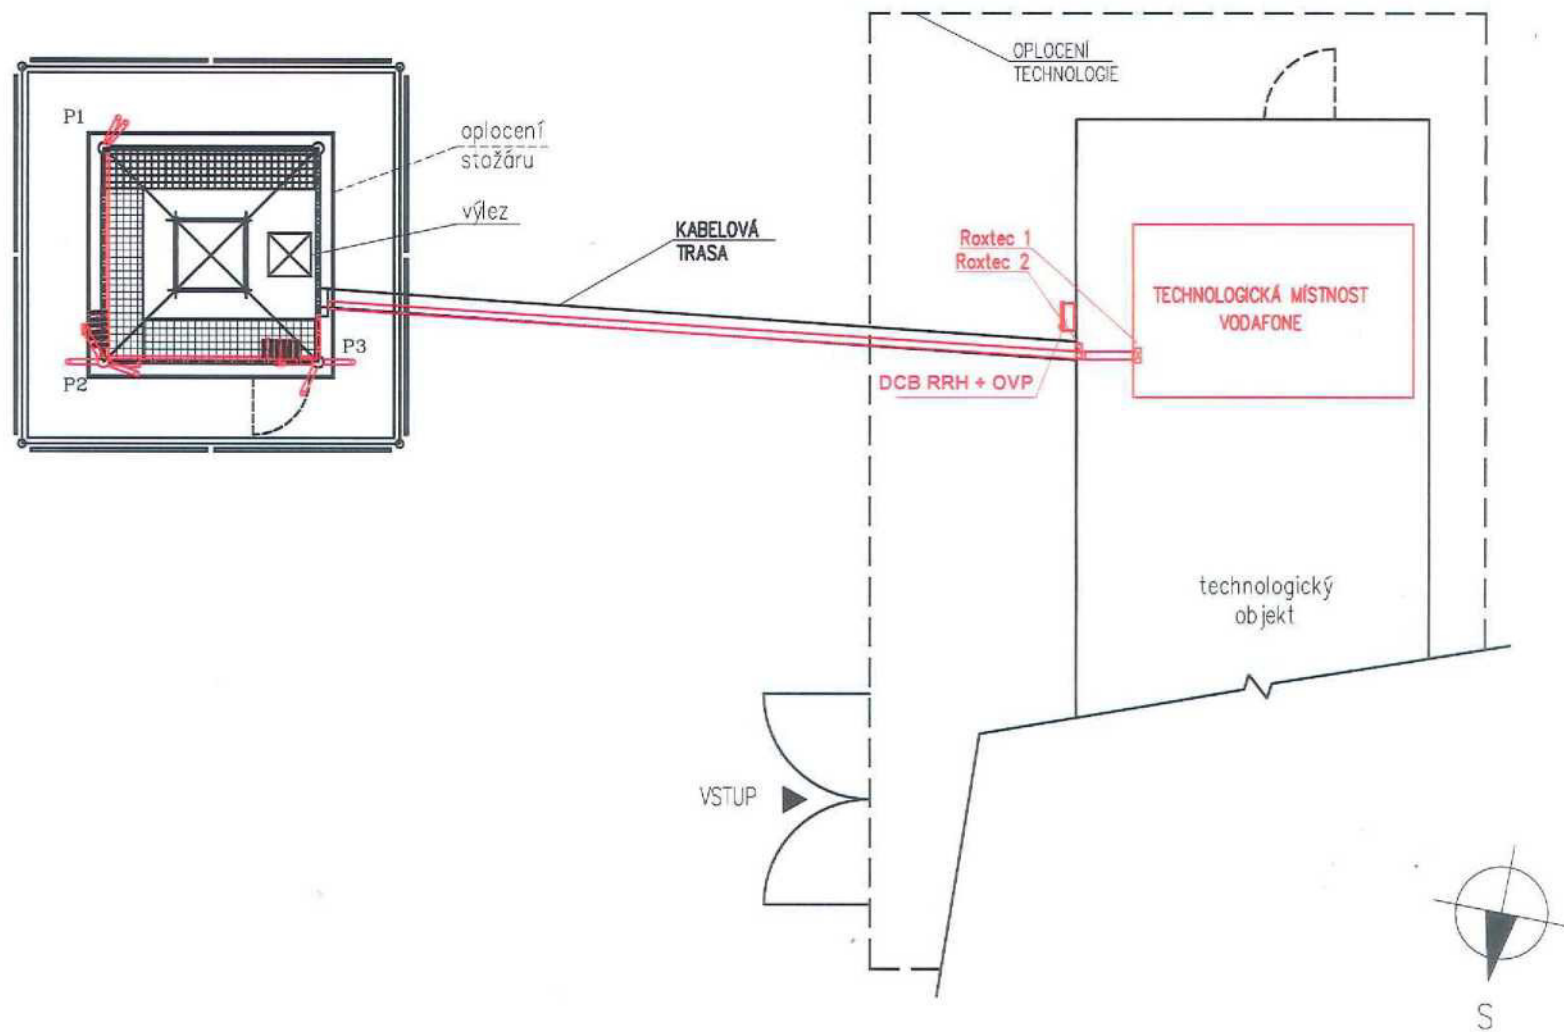 OPLOCENÍ
TECHNOLOGIE
P1
oplocení
stožáru
výlez
KABELOVÁ
TRASA
Roxtec 1
Roxtec 2
TECHNOLOGICKÁ MÍSTNOST
VODAFONE
P3
P2
DCB RRH + OVP
technologický
objekt
VSTUP
S